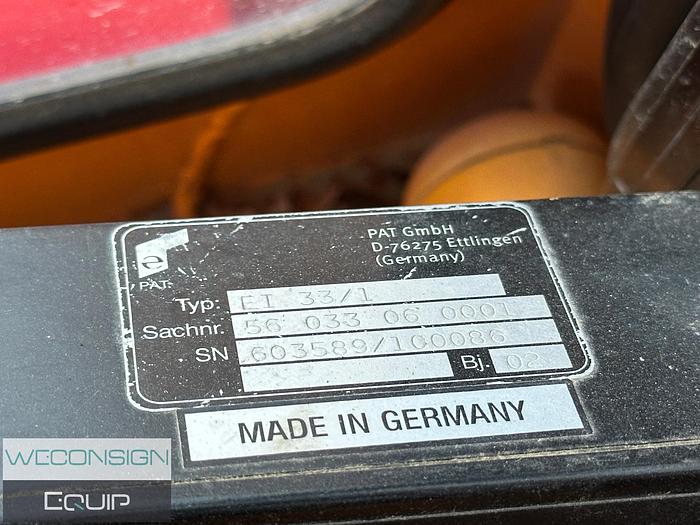 PAT GmbH
D-76275 Ettlingen
(Germany)
e
PAT
Typ: EI 33/1
Sachnr. 56 033 06 0001
SN 603589/100086
Bj. 02
MADE IN GERMANY
WECONSIGN
EQUIP